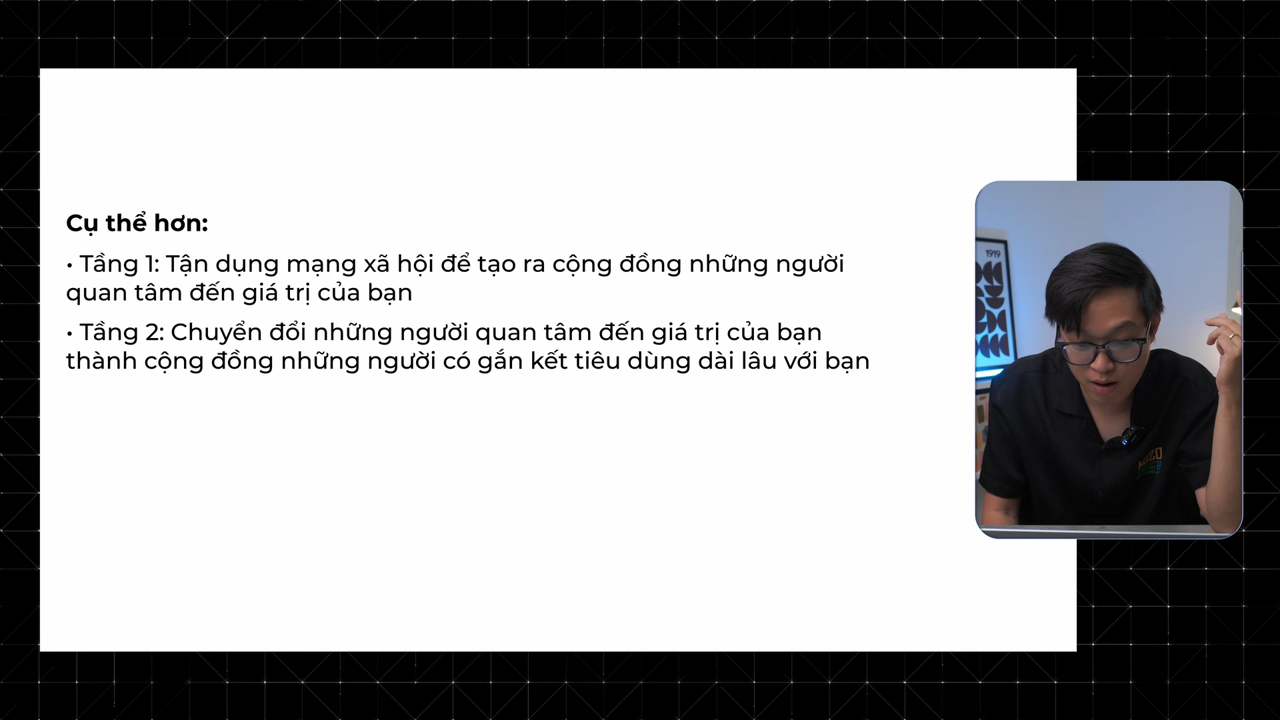 Cụ thể hơn:
• Tầng 1: Tận dụng mạng xã hội để tạo ra cộng đồng những người
quan tâm đến giá trị của bạn
• Tầng 2: Chuyển đổi những người quan tâm đến giá trị của bạn
thành cộng đồng những người có gắn kết tiêu dùng dài lâu với bạn
1919